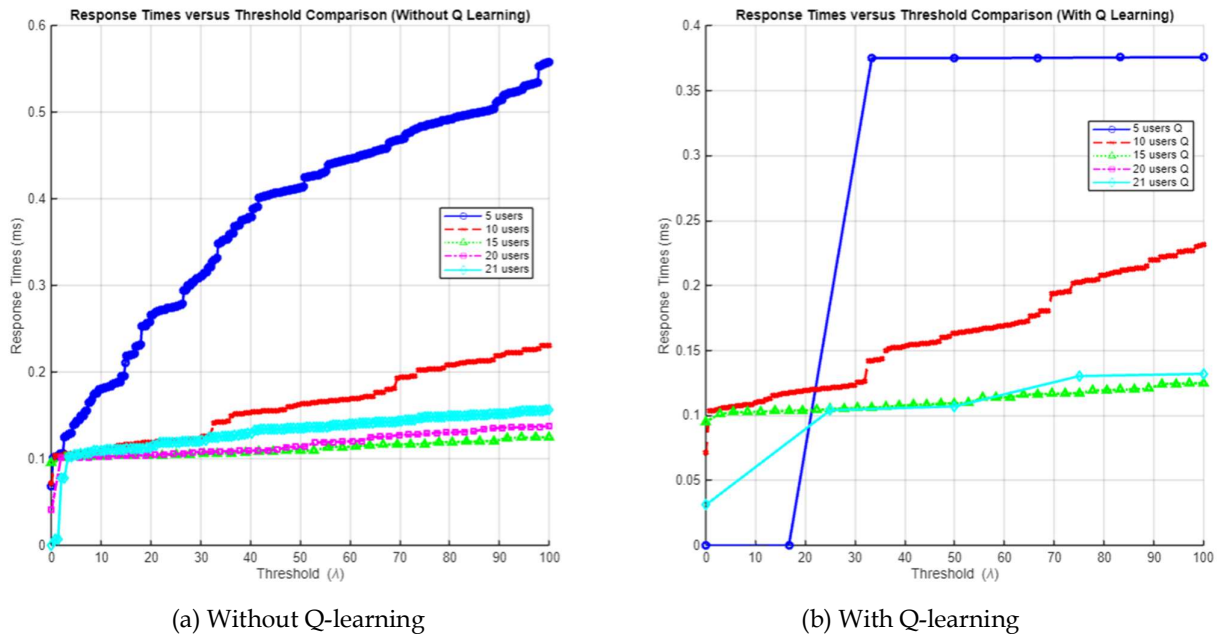 Response Times versus Threshold Comparison (Without Q Learning)
0.6
0.5
0.4
0.3
0.2
0.1
0
Response Times (ms)
5 users
10 users
15 users
20 users
21 users
0 10 20 30 40 50 60 70 80 90 100
Threshold (λ)
(a) Without Q-learning
Response Times versus Threshold Comparison (With Q Learning)
0.4
0.35
0.3
0.25
0.2
0.15
0.1
0.05
0
Response Times (ms)
5 users Q
10 users Q
15 users Q
20 users Q
21 users Q
0 10 20 30 40 50 60 70 80 90 100
Threshold (λ)
(b) With Q-learning